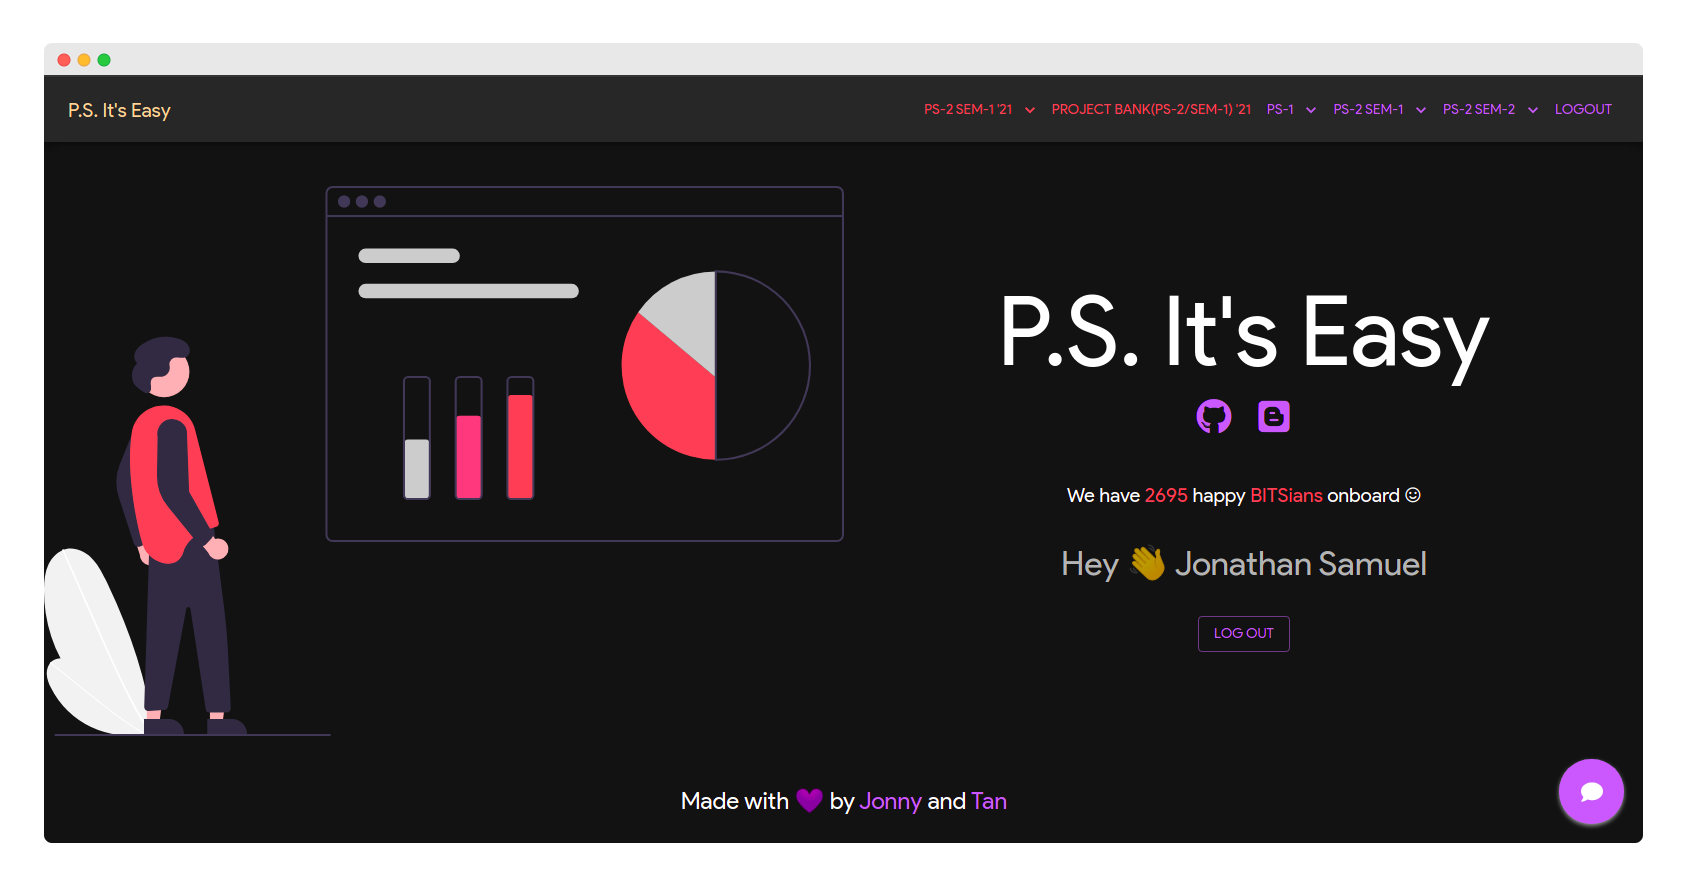 P.S. It's Easy
PS-2 SEM-1 '21 PROJECT BANK(PS-2/SEM-1) '21 PS-1 PS-2 SEM-1 PS-2 SEM-2 LOGOUT
P.S. It's Easy
We have 2695 happy BITSians onboard ☺
Hey 👋 Jonathan Samuel
LOG OUT
Made with 💜 by Jonny and Tan